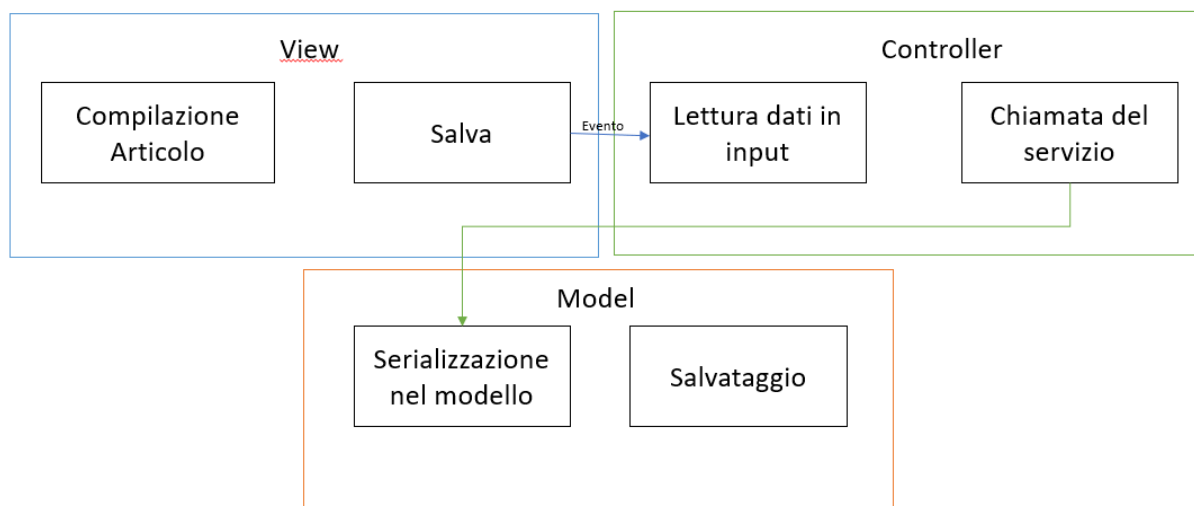 View
Compilazione
Articolo
Salva
Evento
Controller
Lettura dati in
input
Chiamata del
servizio
Model
Serializzazione
nel modello
Salvataggio